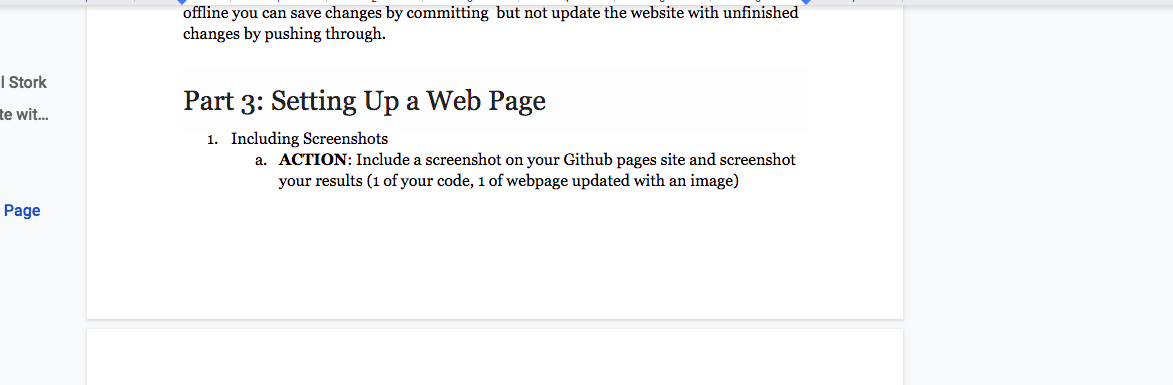 offline you can save changes by committing  but not update the website with unfinished
changes by pushing through.
l Stork
te wit...
Page
Part 3: Setting Up a Web Page
1. Including Screenshots
a. ACTION: Include a screenshot on your Github pages site and screenshot
your results (1 of your code, 1 of webpage updated with an image)